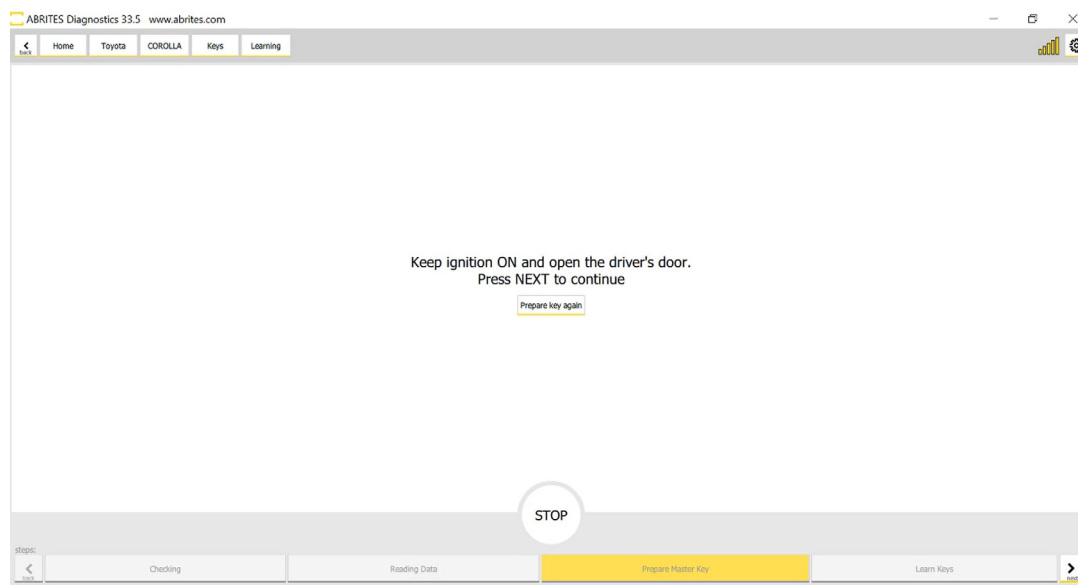 ABRITES Diagnostics 33.5 www.abrites.com
back Home Toyota COROLLA Keys Learning
Keep ignition ON and open the driver's door.
Press NEXT to continue
Prepare key again
STOP
steps:
back Checking Reading Data Prepare Master Key Learn Keys next